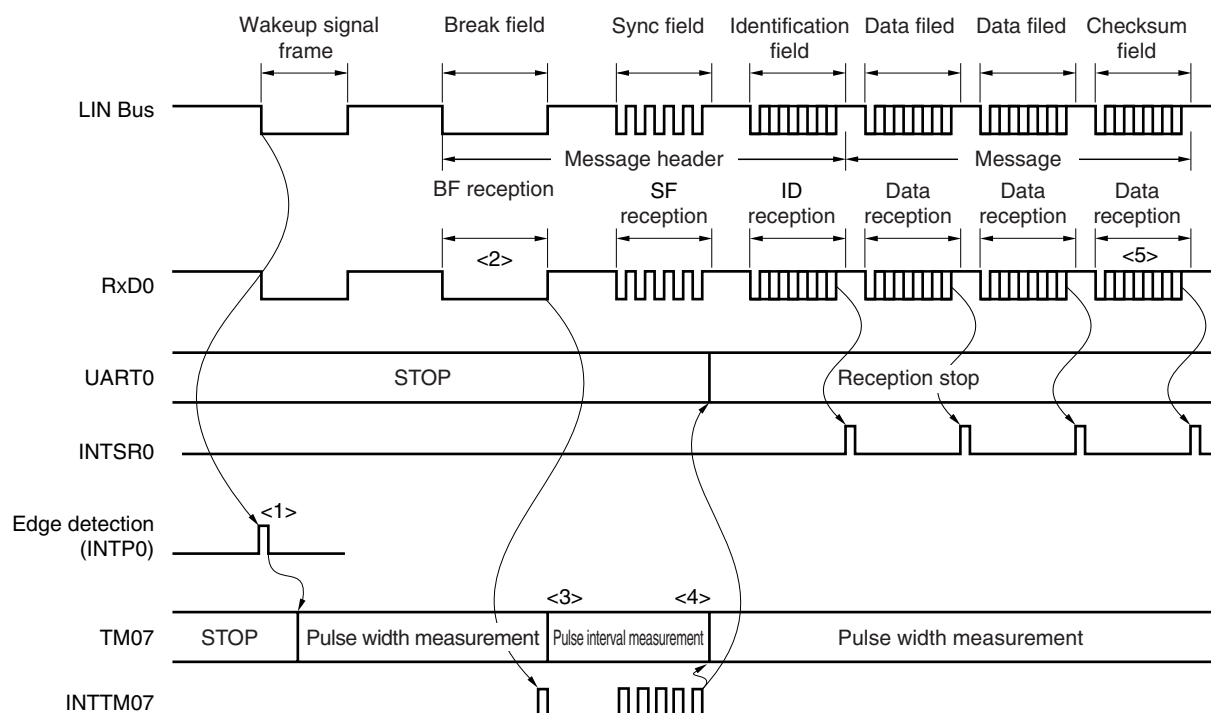 Wakeup signal frame
Break field
Sync field
Identification field
Data filed
Data filed
Checksum field
LIN Bus
Message header
Message
BF reception
SF reception
ID reception
Data reception
Data reception
Data reception
<2>
<5>
RxD0
UART0
STOP
Reception stop
INTSR0
<1>
Edge detection (INTP0)
<3>
<4>
TM07
STOP
Pulse width measurement
Pulse interval measurement
Pulse width measurement
INTTM07